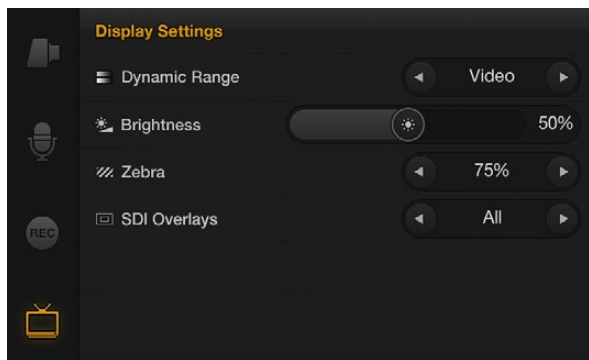 Display Settings
Dynamic Range Video
Brightness 50%
Zebra 75%
REC
SDI Overlays All